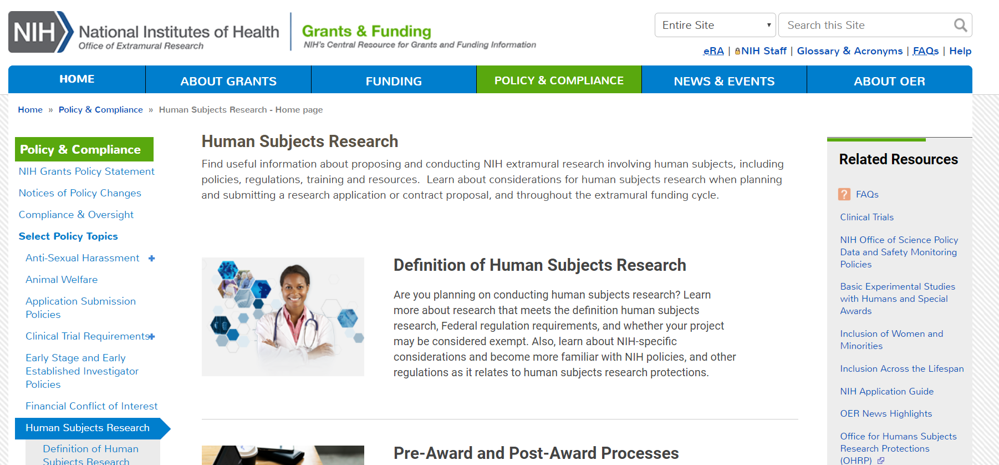 NIH National Institutes of Health
Office of Extramural Research
Grants & Funding
NIH's Central Resource for Grants and Funding Information
Entire Site
Search this Site
eRA | NIH Staff | Glossary & Acronyms | FAQs | Help
HOME ABOUT GRANTS FUNDING POLICY & COMPLIANCE NEWS & EVENTS ABOUT OER
Home » Policy & Compliance » Human Subjects Research - Home page
Policy & Compliance
NIH Grants Policy Statement
Notices of Policy Changes
Compliance & Oversight
Select Policy Topics
Anti-Sexual Harassment
Animal Welfare
Application Submission
Policies
Clinical Trial Requirements
Early Stage and Early
Established Investigator
Policies
Financial Conflict of Interest
Human Subjects Research
Definition of Human
Subjects Research
Human Subjects Research
Find useful information about proposing and conducting NIH extramural research involving human subjects, including
policies, regulations, training and resources. Learn about considerations for human subjects research when planning
and submitting a research application or contract proposal, and throughout the extramural funding cycle.
Definition of Human Subjects Research
Are you planning on conducting human subjects research? Learn
more about research that meets the definition human subjects
research, Federal regulation requirements, and whether your project
may be considered exempt. Also, learn about NIH-specific
considerations and become more familiar with NIH policies, and other
regulations as it relates to human subjects research protections.
Pre-Award and Post-Award Processes
Related Resources
? FAQs
Clinical Trials
NIH Office of Science Policy
Data and Safety Monitoring
Policies
Basic Experimental Studies
with Humans and Special
Awards
Inclusion of Women and
Minorities
Inclusion Across the Lifespan
NIH Application Guide
OER News Highlights
Office for Humans Subjects
Research Protections
(OHRP)